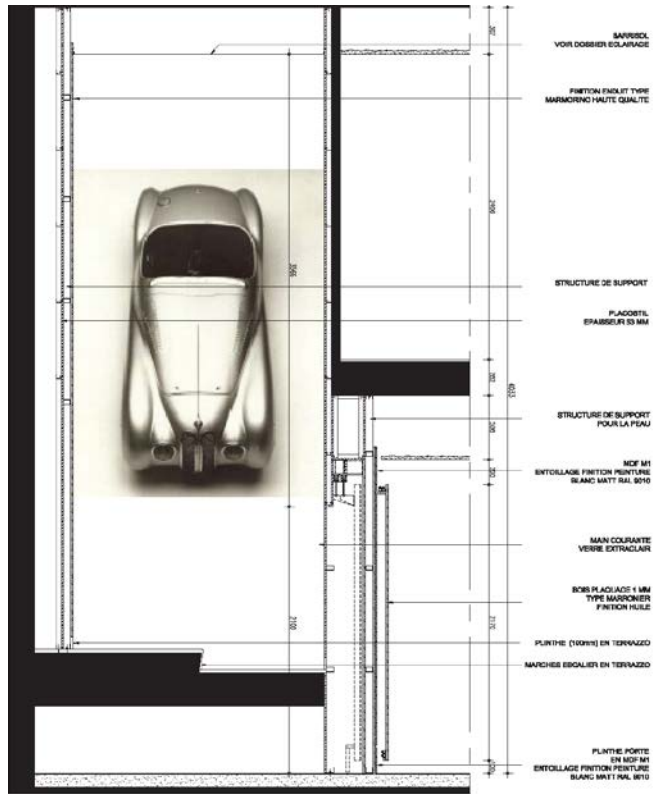 BARRISOL
VOIR DOSSIER ECLAIRAGE
FINITION ENDUIT TYPE
MARMORINO HAUTE QUALITE
STRUCTURE DE SUPPORT
PLACOSTIL
EPAISSEUR 53 MM
STRUCTURE DE SUPPORT
POUR LA PEAU
MDF M1
ENTOILLAGE FINITION PEINTURE
BLANC MATT RAL 9010
MAIN COURANTE
VERRE EXTRACLAIR
BOIS PLAQUAGE 1 MM
TYPE MARRONIER
FINITION HUILE
PLINTHE (100mm) EN TERRAZZO
MARCHES ESCALIER EN TERRAZZO
PLINTHE PORTE
EN MDF M1
ENTOILLAGE FINITION PEINTURE
BLANC MATT RAL 9010
2100
2170